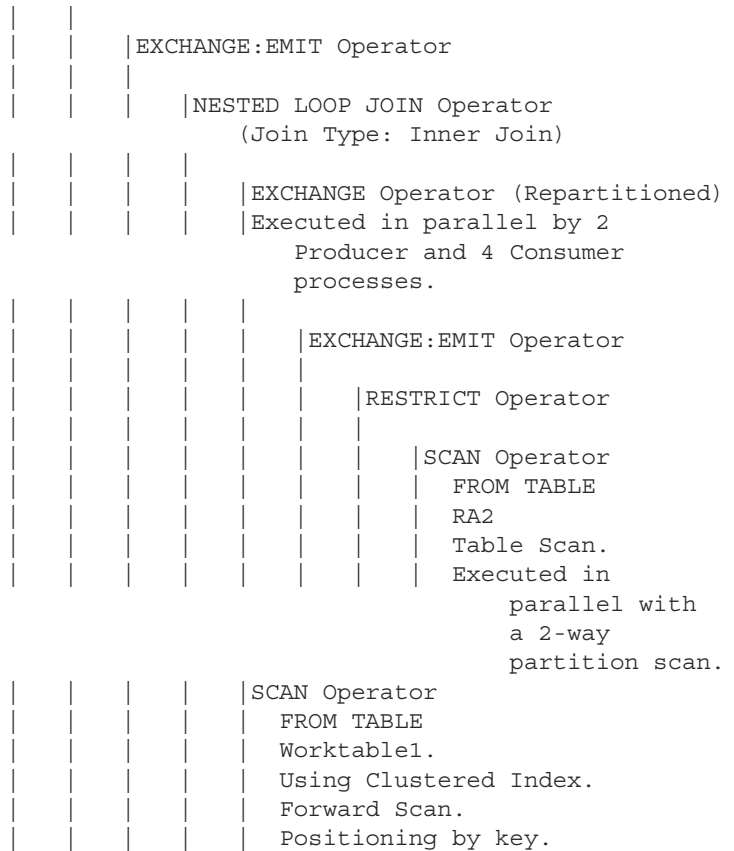 |   |
|   |   |EXCHANGE:EMIT Operator
|   |   |
|   |   |   |NESTED LOOP JOIN Operator
(Join Type: Inner Join)
|   |   |   |
|   |   |   |   |EXCHANGE Operator (Repartitioned)
|   |   |   |   |Executed in parallel by 2
Producer and 4 Consumer
processes.
|   |   |   |   |
|   |   |   |   |   |EXCHANGE:EMIT Operator
|   |   |   |   |   |
|   |   |   |   |   |   |RESTRICT Operator
|   |   |   |   |   |   |
|   |   |   |   |   |   |   |SCAN Operator
|   |   |   |   |   |   |   |  FROM TABLE
|   |   |   |   |   |   |   |  RA2
|   |   |   |   |   |   |   |  Table Scan.
|   |   |   |   |   |   |   |  Executed in
parallel with
a 2-way
partition scan.
|   |   |   |   |SCAN Operator
|   |   |   |   |  FROM TABLE
|   |   |   |   |  Worktable1.
|   |   |   |   |  Using Clustered Index.
|   |   |   |   |  Forward Scan.
|   |   |   |   |  Positioning by key.